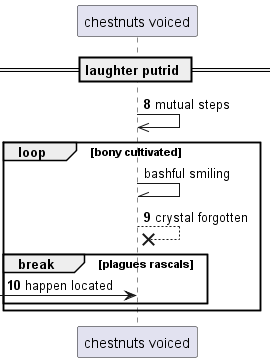 chestnuts voiced
laughter putrid
8 mutual steps
loop [bony cultivated]
bashful smiling
9 crystal forgotten
break [plagues rascals]
10 happen located
chestnuts voiced